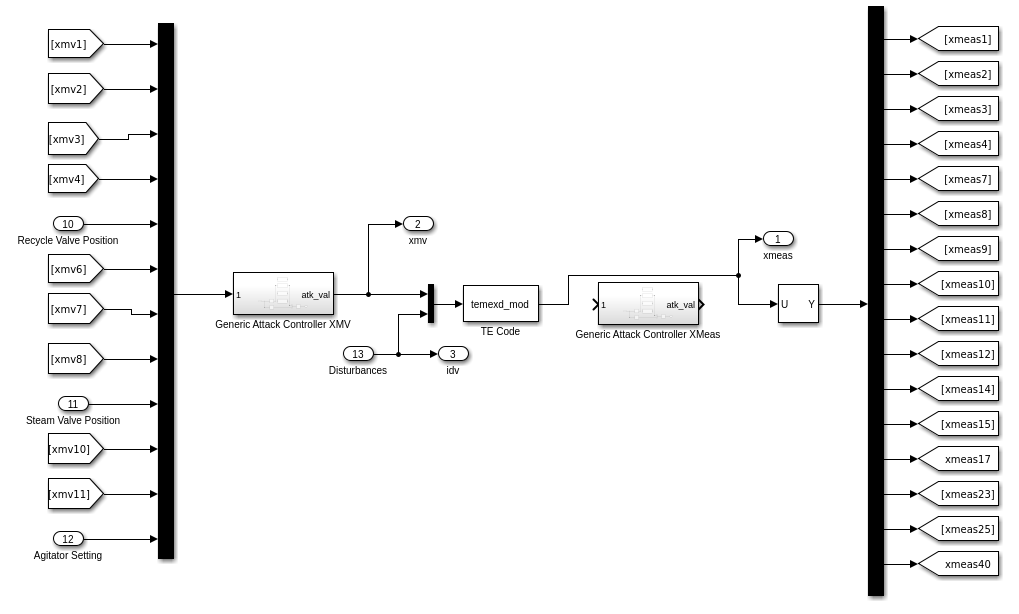 [xmv1]
[xmv2]
[xmv3]
[xmv4]
10
Recycle Valve Position
[xmv6]
[xmv7]
[xmv8]
11
Steam Valve Position
[xmv10]
[xmv11]
12
Agitator Setting
1
atk_val
Generic Attack Controller XMV
2
xmv
13
Disturbances
3
idv
temexd_mod
TE Code
1
atk_val
Generic Attack Controller XMeas
1
xmeas
U Y
[xmeas1]
[xmeas2]
[xmeas3]
[xmeas4]
[xmeas7]
[xmeas8]
[xmeas9]
[xmeas10]
[xmeas11]
[xmeas12]
[xmeas14]
[xmeas15]
xmeas17
[xmeas23]
[xmeas25]
xmeas40